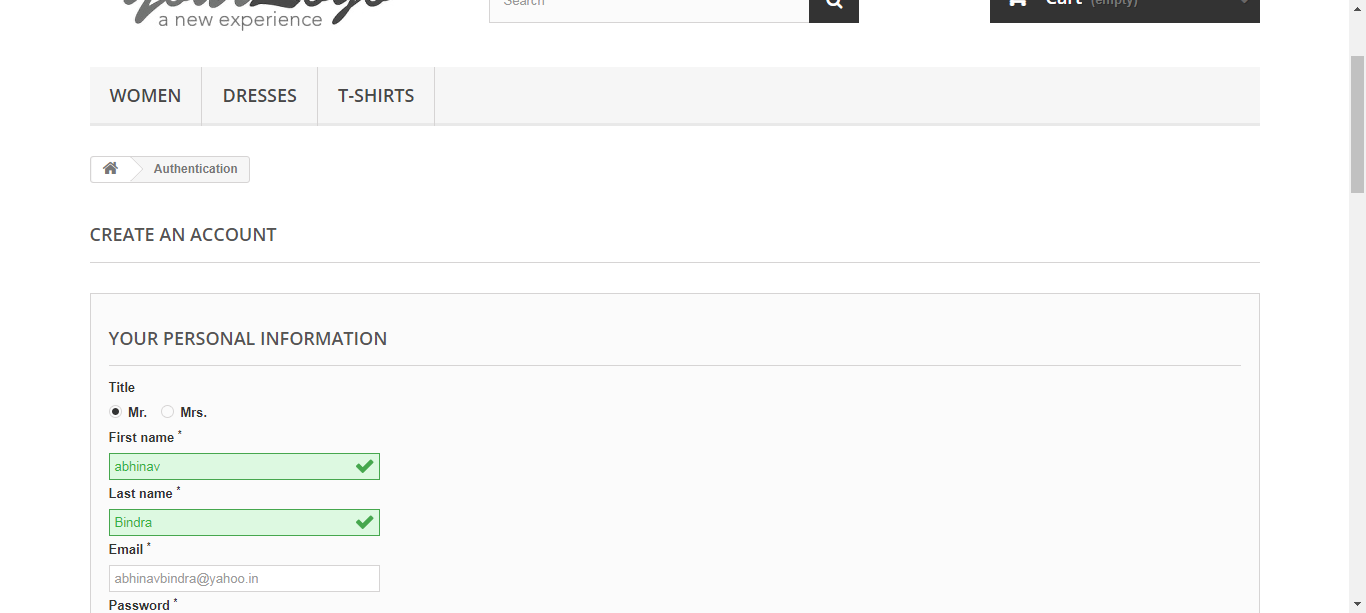 a new experience
Search
Cart (empty)
WOMEN DRESSES T-SHIRTS
Authentication
CREATE AN ACCOUNT
YOUR PERSONAL INFORMATION
Title
Mr. Mrs.
First name *
abhinav
Last name *
Bindra
Email *
abhinavbindra@yahoo.in
Password *